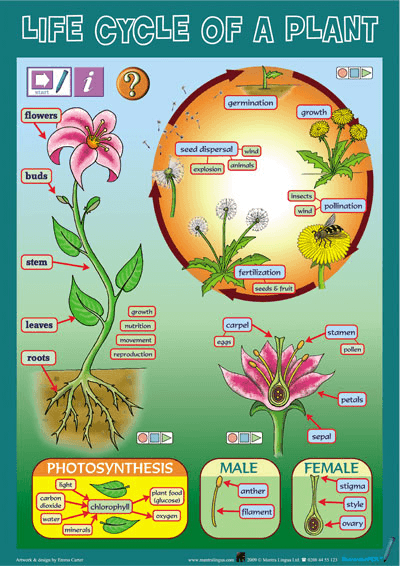 LIFE CYCLE OF A PLANT
start
i
?
flowers
buds
stem
leaves
roots
growth
nutrition
movement
reproduction
germination
growth
seed dispersal
wind
animals
explosion
insects
wind
pollination
fertilization
seeds & fruit
carpel
eggs
stamen
pollen
petals
sepal
PHOTOSYNTHESIS
light
carbon
dioxide
water
minerals
chlorophyll
plant food
(glucose)
oxygen
MALE
anther
filament
FEMALE
stigma
style
ovary
Artwork & design by Emma Carter
www.mantralingua.com
2009 © Mantra Lingua Ltd